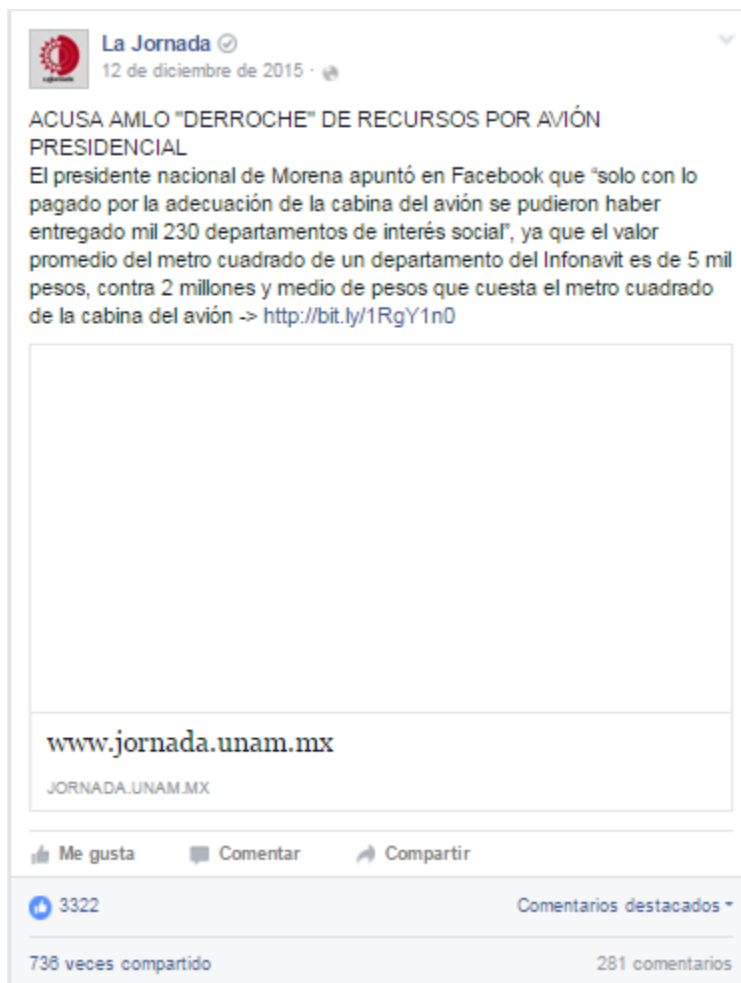 La Jornada
12 de diciembre de 2015 ·
ACUSA AMLO "DERROCHE" DE RECURSOS POR AVIÓN
PRESIDENCIAL
El presidente nacional de Morena apuntó en Facebook que “solo con lo
pagado por la adecuación de la cabina del avión se pudieron haber
entregado mil 230 departamentos de interés social”, ya que el valor
promedio del metro cuadrado de un departamento del Infonavit es de 5 mil
pesos, contra 2 millones y medio de pesos que cuesta el metro cuadrado
de la cabina del avión -> http://bit.ly/1RgY1n0
www.jornada.unam.mx
JORNADA.UNAM.MX
Me gusta Comentar Compartir
3322 Comentarios destacados
736 veces compartido 281 comentarios